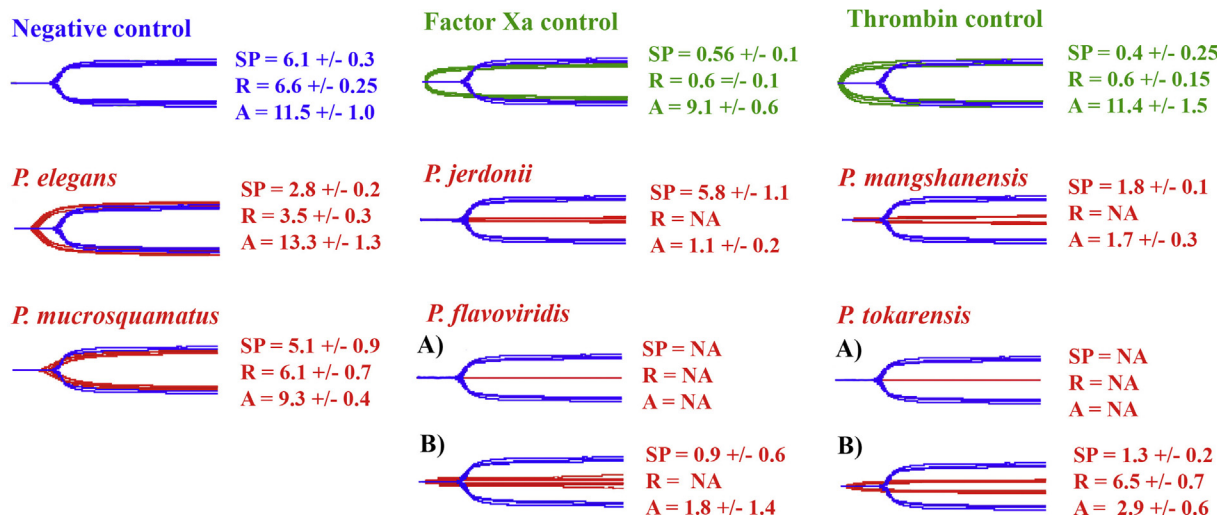 Negative control
SP = 6.1 +/- 0.3
R = 6.6 +/- 0.25
A = 11.5 +/- 1.0
Factor Xa control
SP = 0.56 +/- 0.1
R = 0.6 =/- 0.1
A = 9.1 +/- 0.6
Thrombin control
SP = 0.4 +/- 0.25
R = 0.6 +/- 0.15
A = 11.4 +/- 1.5
P. elegans
SP = 2.8 +/- 0.2
R = 3.5 +/- 0.3
A = 13.3 +/- 1.3
P. jerdonii
SP = 5.8 +/- 1.1
R = NA
A = 1.1 +/- 0.2
P. mangshanensis
SP = 1.8 +/- 0.1
R = NA
A = 1.7 +/- 0.3
P. mucrosquamatus
SP = 5.1 +/- 0.9
R = 6.1 +/- 0.7
A = 9.3 +/- 0.4
P. flavoviridis
A)
SP = NA
R = NA
A = NA
B)
SP = 0.9 +/- 0.6
R = NA
A = 1.8 +/- 1.4
P. tokarensis
A)
SP = NA
R = NA
A = NA
B)
SP = 1.3 +/- 0.2
R = 6.5 +/- 0.7
A = 2.9 +/- 0.6